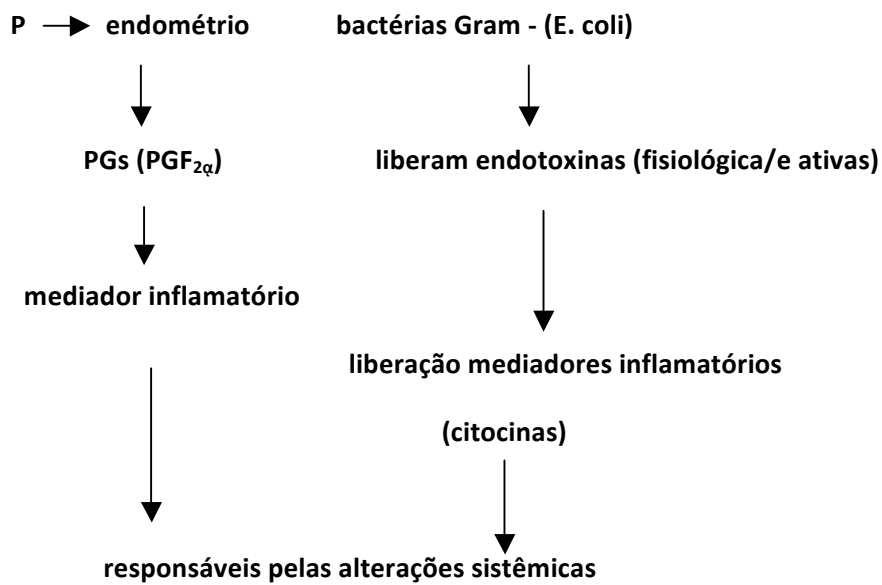 P endométrio bactérias Gram - (E. coli)
PGs (PGF₂α) liberam endotoxinas (fisiológica/e ativas)
mediador inflamatório
liberação mediadores inflamatórios
(citocinas)
responsáveis pelas alterações sistêmicas